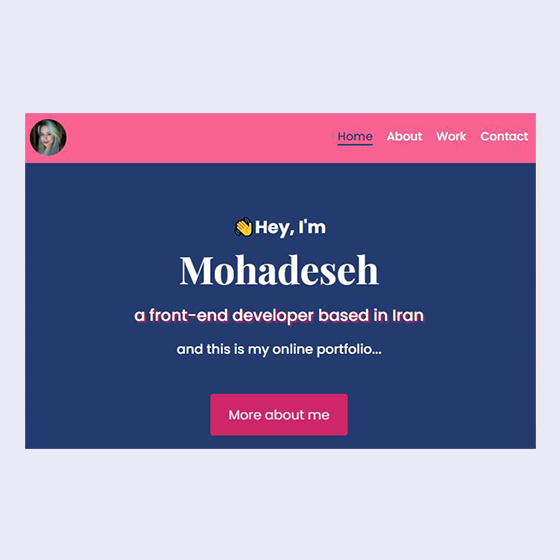 Home About Work Contact
👋Hey, I'm
Mohadeseh
a front-end developer based in Iran
and this is my online portfolio...
More about me